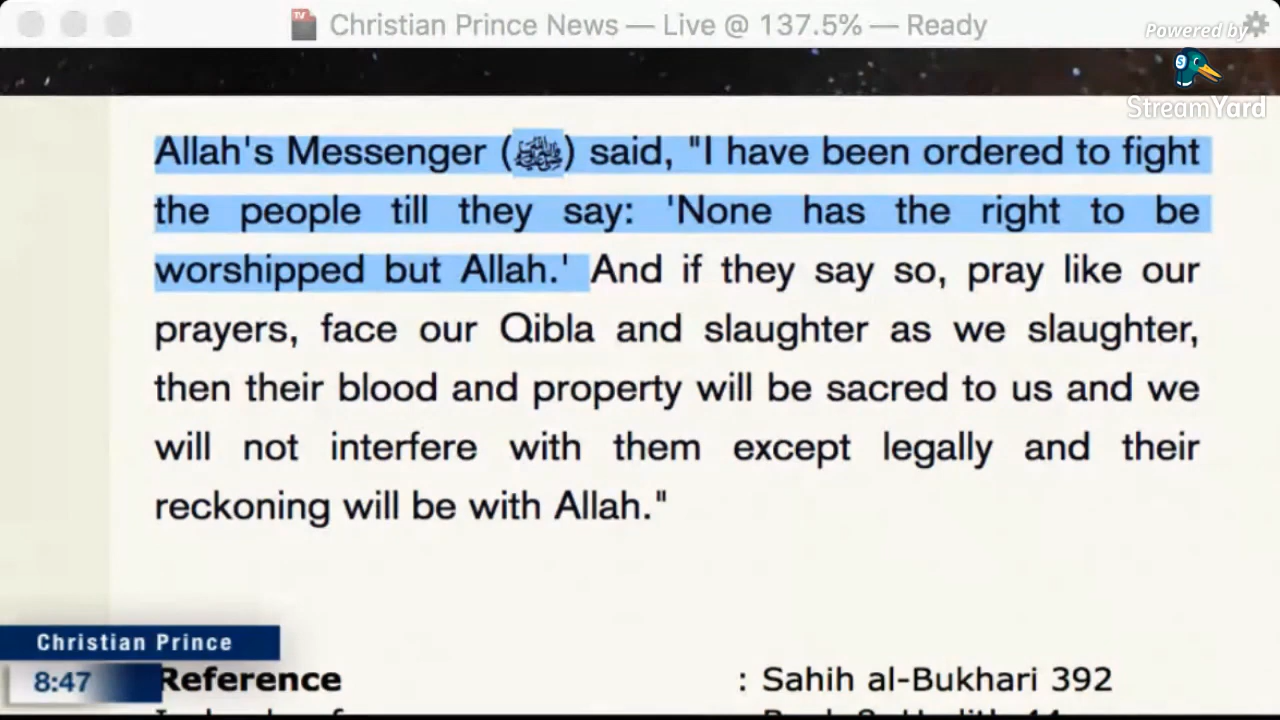 Christian Prince News — Live @ 137.5% — Ready
Powered by
StreamYard
Allah's Messenger (ﷺ) said, "I have been ordered to fight
the people till they say: 'None has the right to be
worshipped but Allah.' And if they say so, pray like our
prayers, face our Qibla and slaughter as we slaughter,
then their blood and property will be sacred to us and we
will not interfere with them except legally and their
reckoning will be with Allah."
Christian Prince
8:47
Reference : Sahih al-Bukhari 392